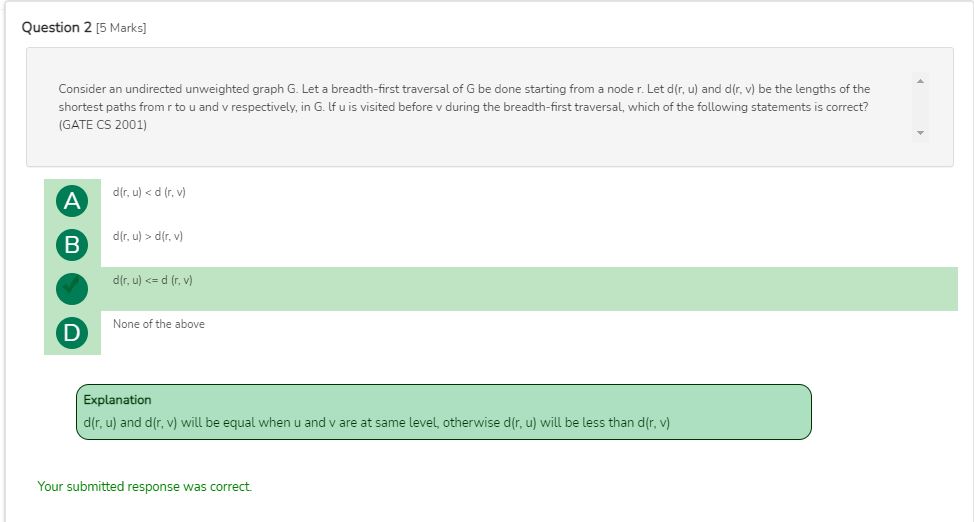 Question 2 [5 Marks]
Consider an undirected unweighted graph G. Let a breadth-first traversal of G be done starting from a node r. Let d(r, u) and d(r, v) be the lengths of the
shortest paths from r to u and v respectively, in G. lf u is visited before v during the breadth-first traversal, which of the following statements is correct?
(GATE CS 2001)
A d(r, u) < d (r, v)
B d(r, u) > d(r, v)
d(r, u) <= d (r, v)
D None of the above
Explanation
d(r, u) and d(r, v) will be equal when u and v are at same level, otherwise d(r, u) will be less than d(r, v)
Your submitted response was correct.